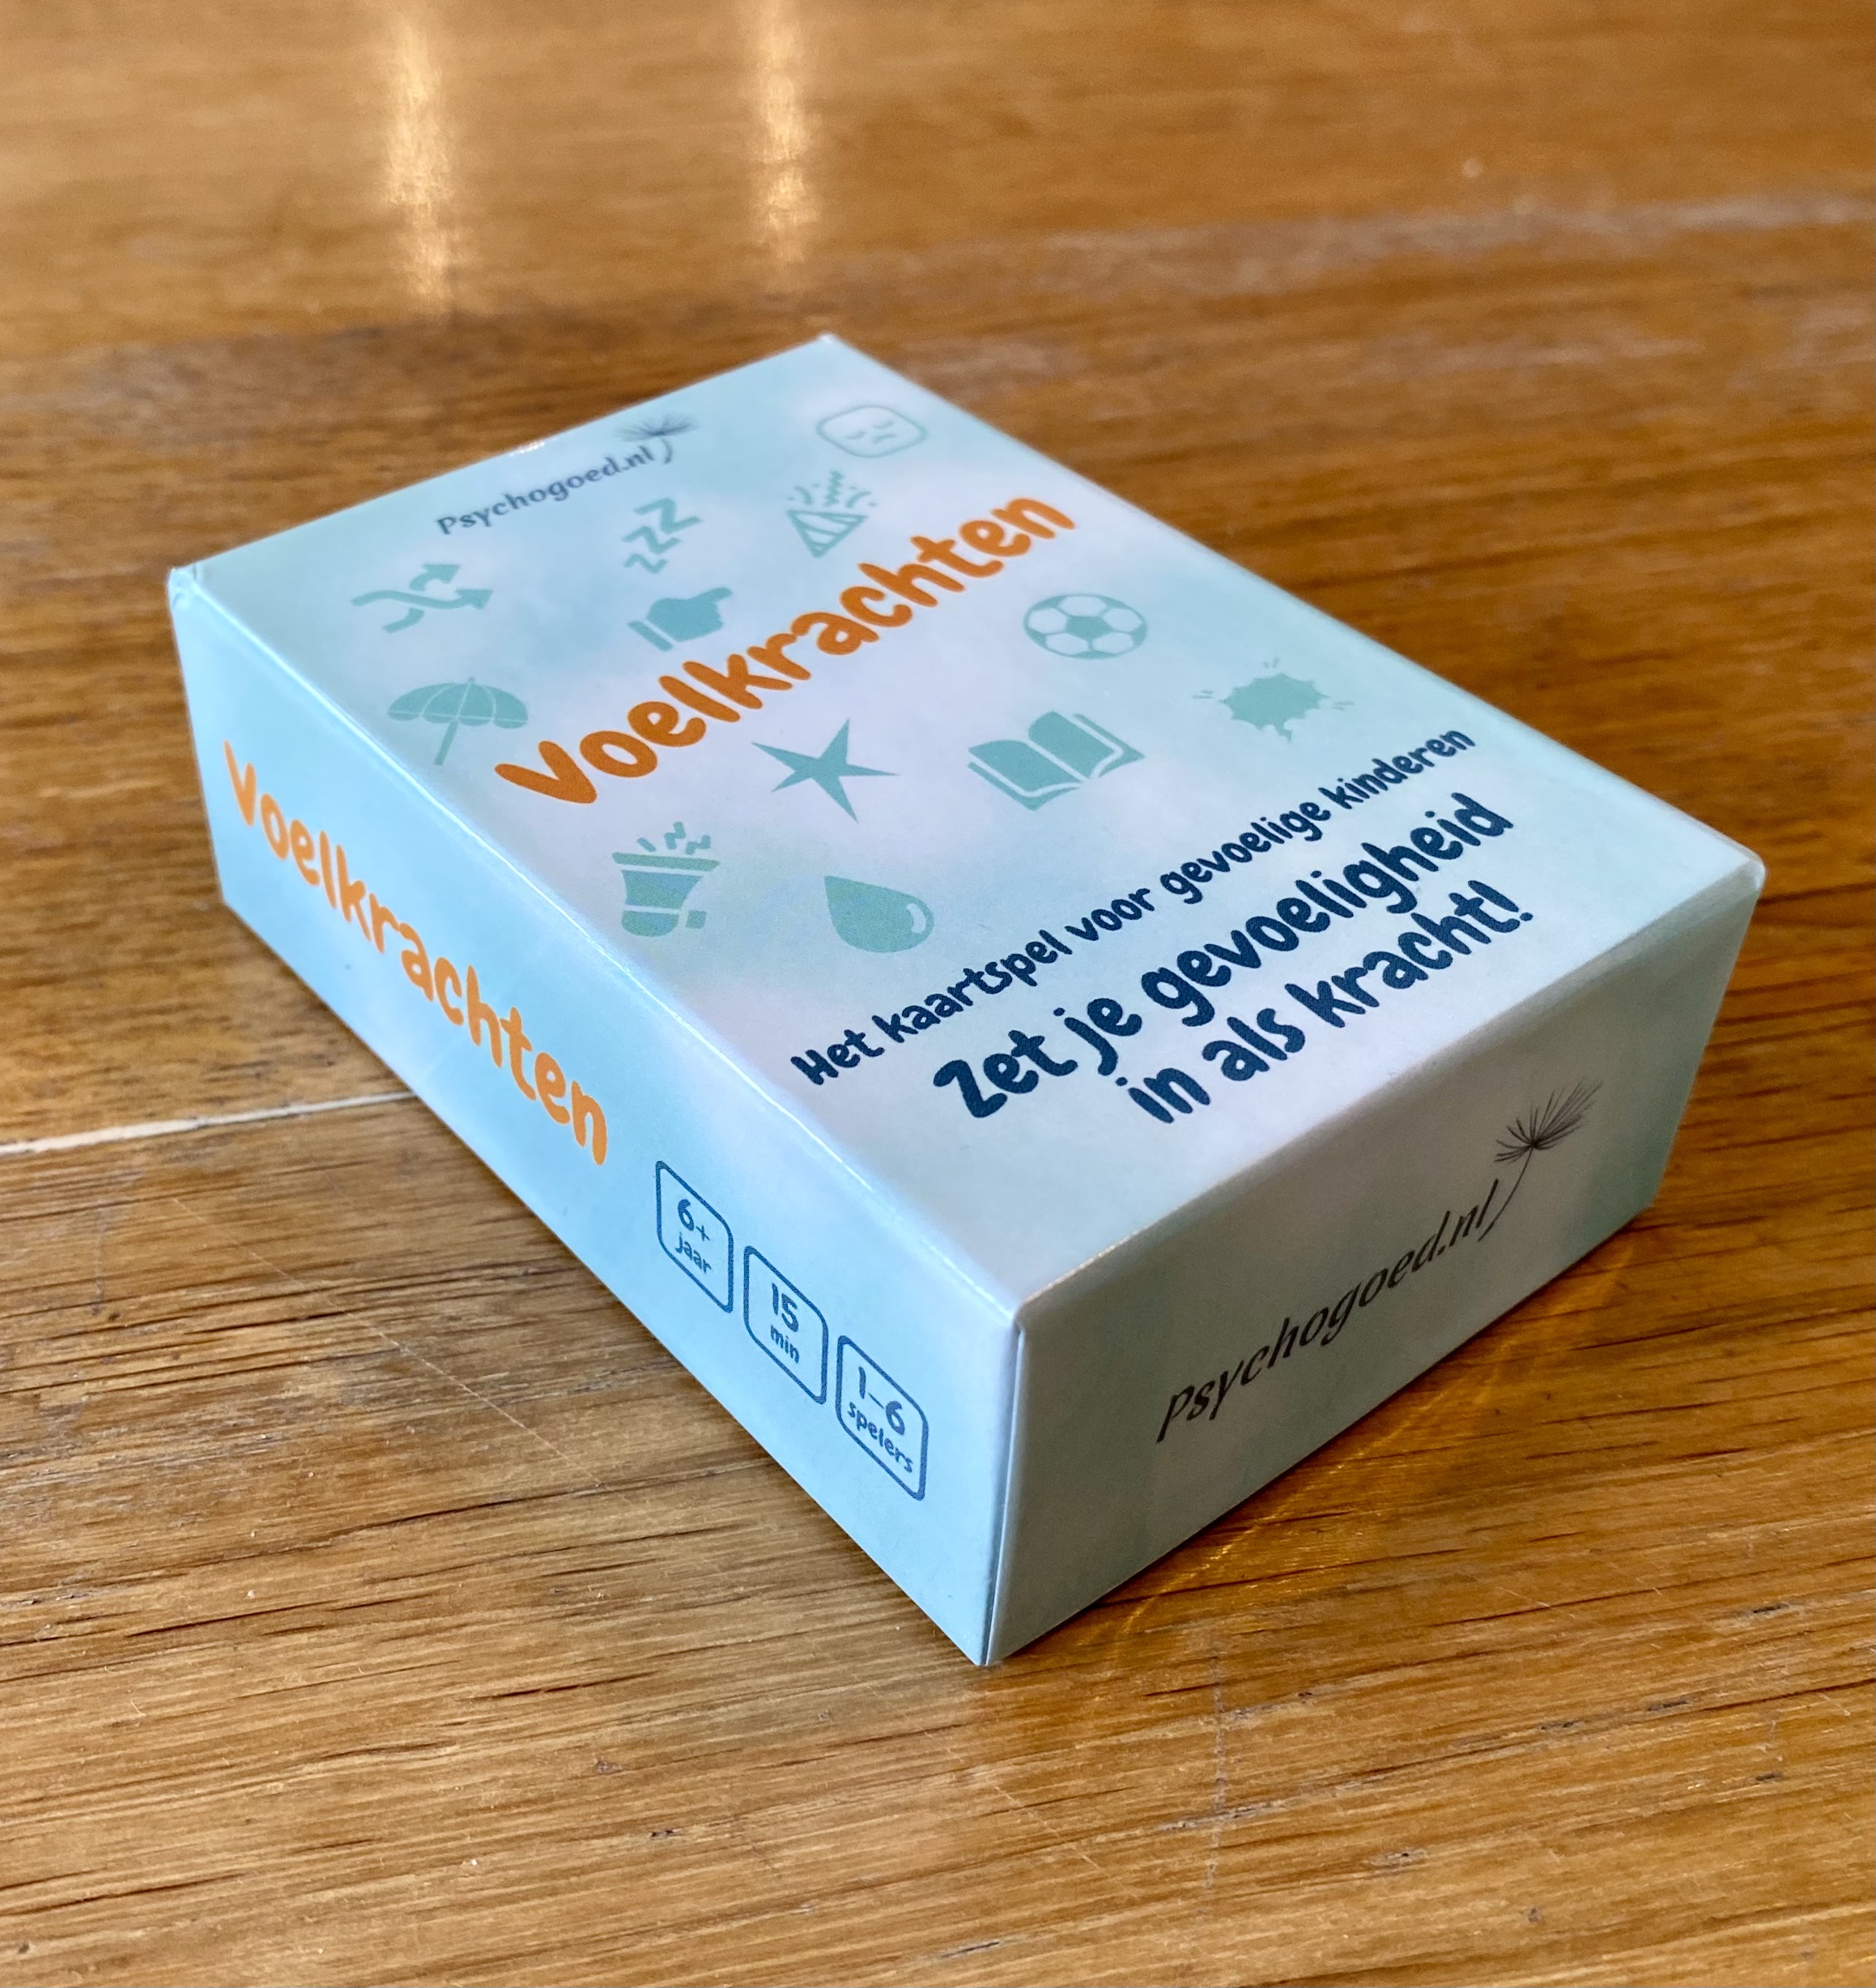 Psychogoed.nl
zzz
Voelkrachten
Het kaartspel voor gevoelige kinderen
Zet je gevoeligheid
in als kracht!
Voelkrachten
6+
jaar
15
min
1-6
spelers
Psychogoed.nl